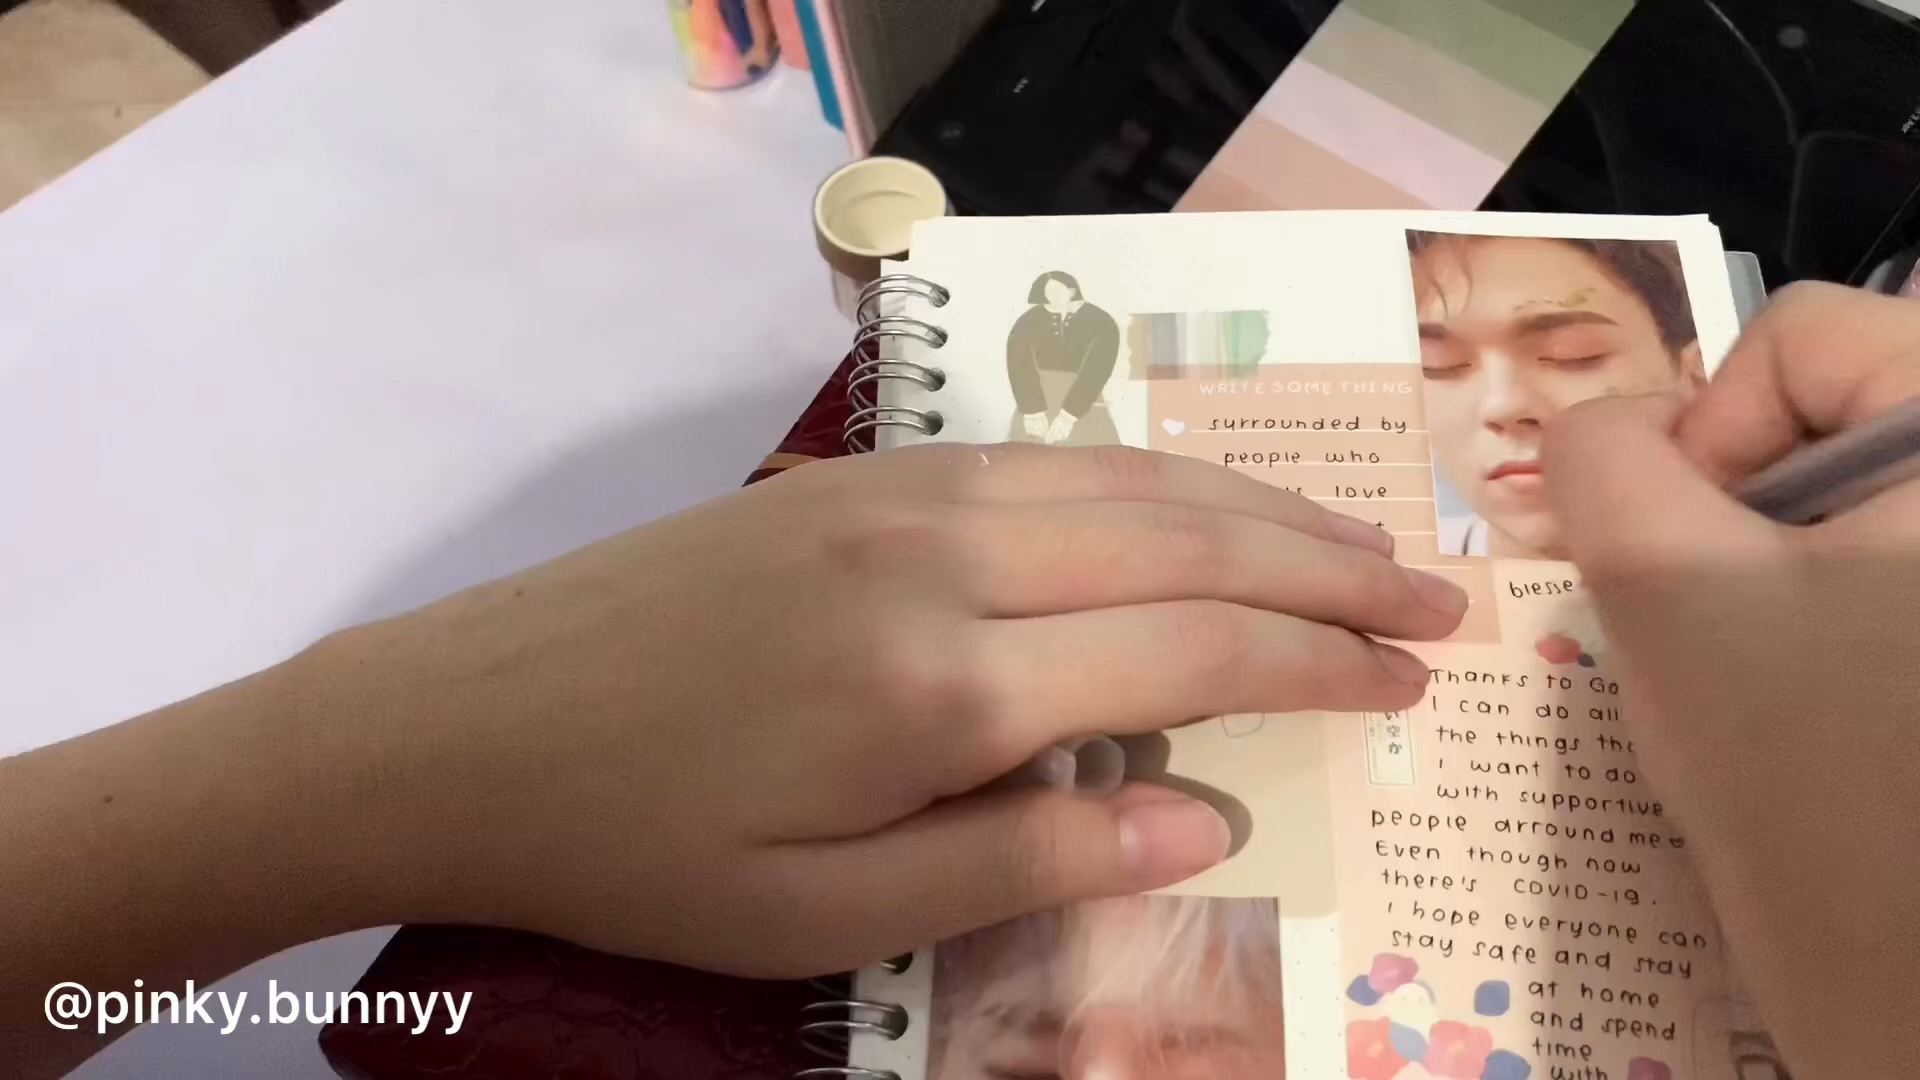 WRITE SOMETHING
surrounded by
people who
love
blesse
Thanks to Go
I can do all
the things tha
I want to do
with supportive
people arround me
Even though now
there's COVID-19.
I hope everyone can
stay safe and stay
at home
and spend
time
with
@pinky.bunnyy